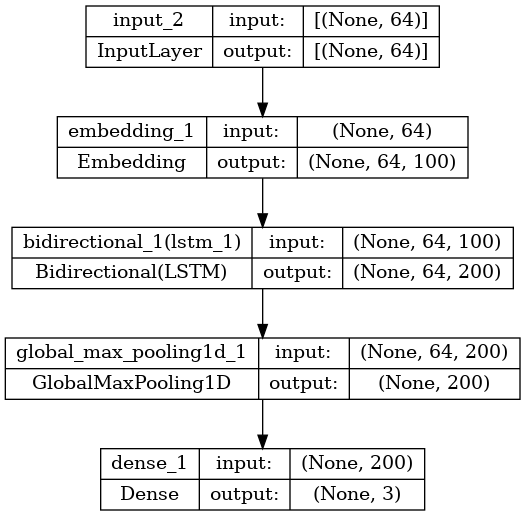 input_2 input: [(None, 64)]
InputLayer output: [(None, 64)]
embedding_1 input: (None, 64)
Embedding output: (None, 64, 100)
bidirectional_1(lstm_1) input: (None, 64, 100)
Bidirectional(LSTM) output: (None, 64, 200)
global_max_pooling1d_1 input: (None, 64, 200)
GlobalMaxPooling1D output: (None, 200)
dense_1 input: (None, 200)
Dense output: (None, 3)